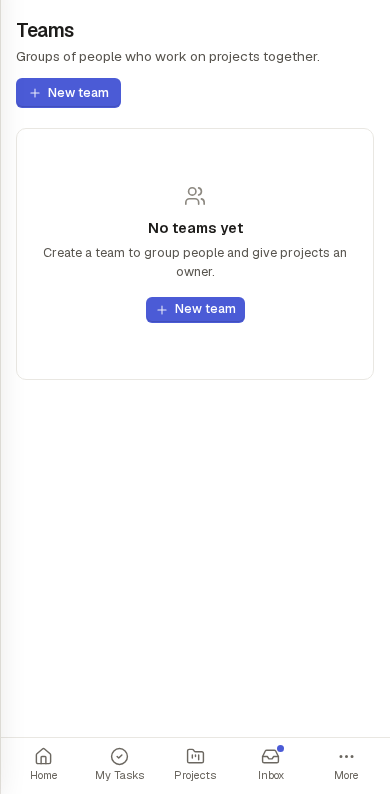 Teams
Groups of people who work on projects together.
New team
No teams yet
Create a team to group people and give projects an
owner.
New team
Home
My Tasks
Projects
Inbox
More